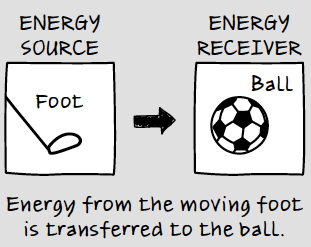 ENERGY
SOURCE
ENERGY
RECEIVER
Foot
Ball
Energy from the moving foot
is transferred to the ball.